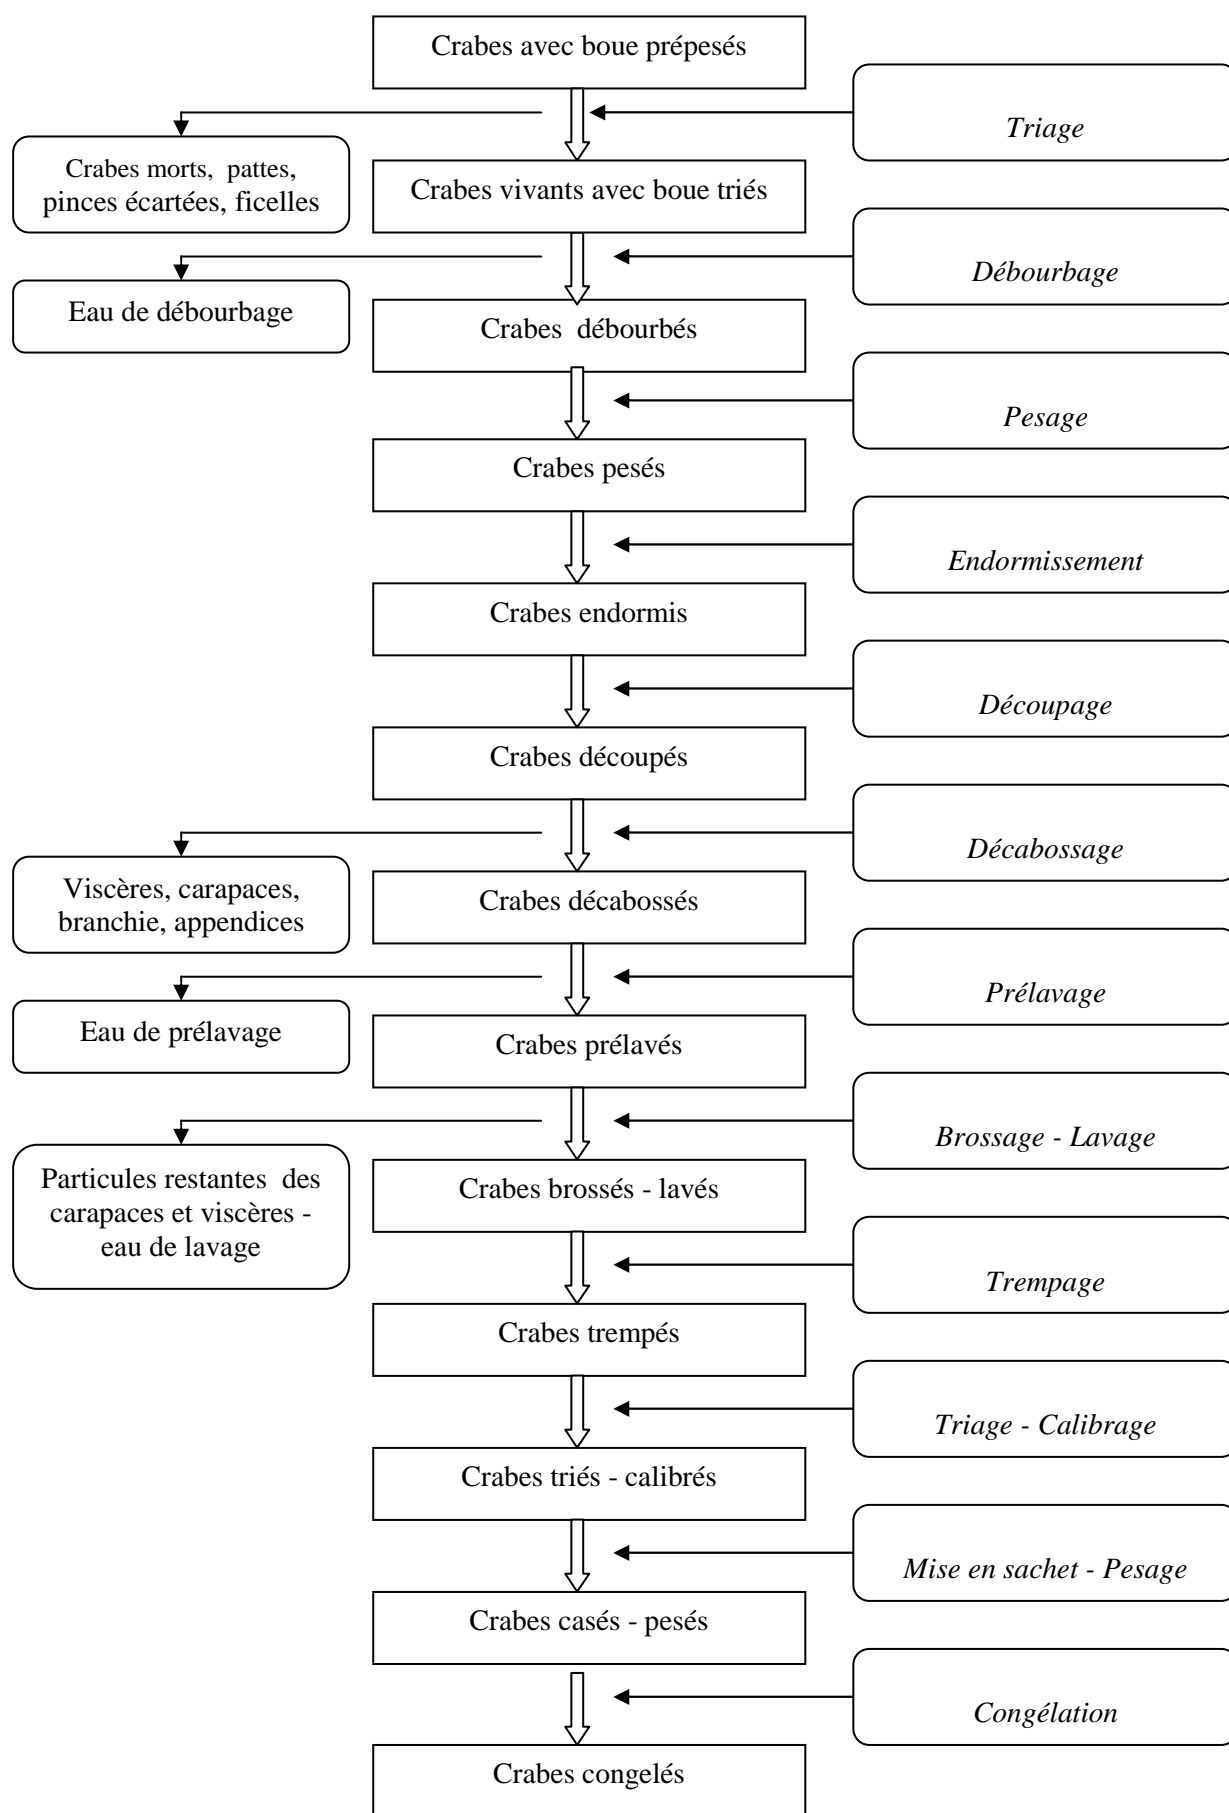 Crabes avec boue prépesés
Triage
Crabes morts, pattes,
pinces écartées, ficelles
Crabes vivants avec boue triés
Débourbage
Eau de débourbage
Crabes débourbés
Pesage
Crabes pesés
Endormissement
Crabes endormis
Découpage
Crabes découpés
Décabossage
Viscères, carapaces,
branchie, appendices
Crabes décabossés
Prélavage
Eau de prélavage
Crabes prélavés
Brossage - Lavage
Particules restantes des
carapaces et viscères -
eau de lavage
Crabes brossés - lavés
Trempage
Crabes trempés
Triage - Calibrage
Crabes triés - calibrés
Mise en sachet - Pesage
Crabes casés - pesés
Congélation
Crabes congelés